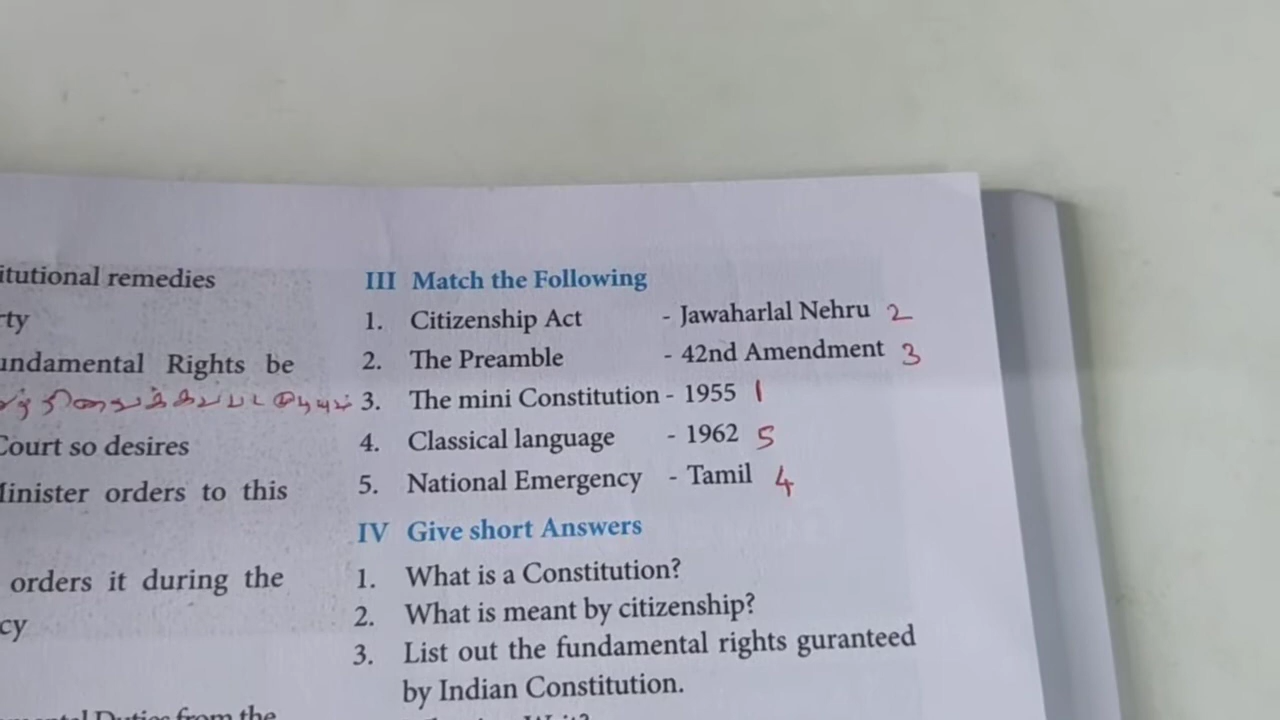 itutional remedies
rty
undamental Rights be
Court so desires
Minister orders to this
orders it during the
cy
from the
III Match the Following
1. Citizenship Act - Jawaharlal Nehru 2
2. The Preamble - 42nd Amendment 3
3. The mini Constitution - 1955 1
4. Classical language - 1962 5
5. National Emergency - Tamil 4
IV Give short Answers
1. What is a Constitution?
2. What is meant by citizenship?
3. List out the fundamental rights guranteed
by Indian Constitution.